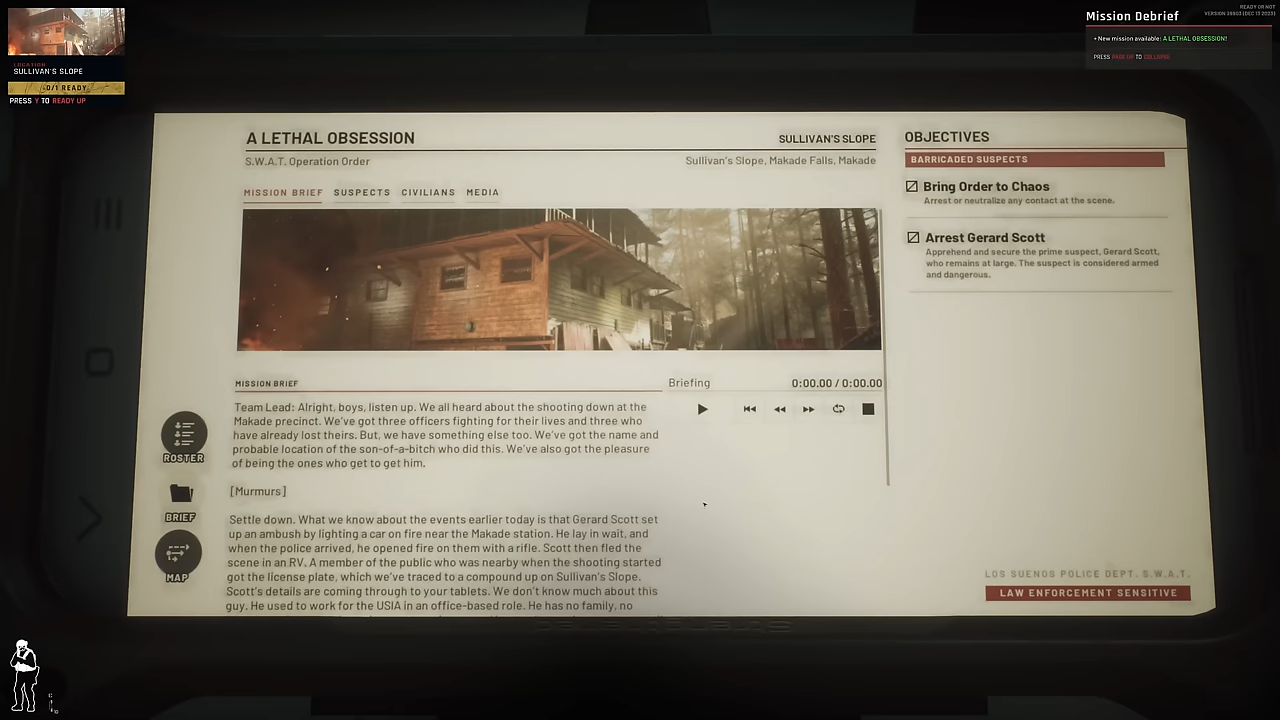 LOCATION
SULLIVAN'S SLOPE
0/1 READY
PRESS Y TO READY UP
READY OR NOT
Mission Debrief
+ New mission available: A LETHAL OBSESSION!
PRESS PAGE UP TO COLLAPSE
A LETHAL OBSESSION
SULLIVAN'S SLOPE
S.W.A.T. Operation Order
Sullivan's Slope, Makade Falls, Makade
MISSION BRIEF SUSPECTS CIVILIANS MEDIA
MISSION BRIEF
Briefing 0:00.00 / 0:00.00
Team Lead: Alright, boys, listen up. We all heard about the shooting down at the
Makade precinct. We've got three officers fighting for their lives and three who
have already lost theirs. But, we have something else too. We've got the name and
probable location of the son-of-a-bitch who did this. We've also got the pleasure
of being the ones who get to get him.
[Murmurs]
Settle down. What we know about the events earlier today is that Gerard Scott set
up an ambush by lighting a car on fire near the Makade station. He lay in wait, and
when the police arrived, he opened fire on them with a rifle. Scott then fled the
scene in an RV. A member of the public who was nearby when the shooting started
got the license plate, which we've traced to a compound up on Sullivan's Slope.
Scott's details are coming through to your tablets. We don't know much about this
guy. He used to work for the USIA in an office-based role. He has no family, no
OBJECTIVES
BARRICADED SUSPECTS
Bring Order to Chaos
Arrest or neutralize any contact at the scene.
Arrest Gerard Scott
Apprehend and secure the prime suspect, Gerard Scott,
who remains at large. The suspect is considered armed
and dangerous.
ROSTER
BRIEF
MAP
LOS SUENOS POLICE DEPT. S.W.A.T.
LAW ENFORCEMENT SENSITIVE